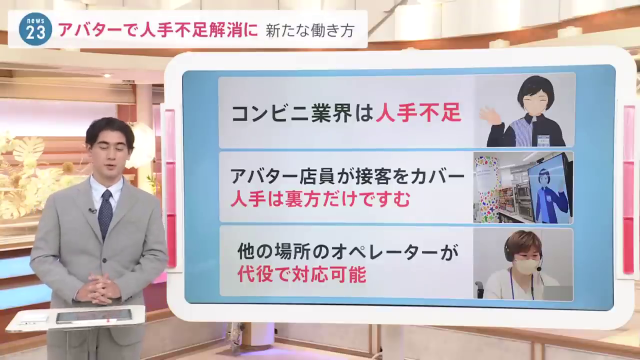 news
23
アバターで人手不足解消に 新たな働き方
コンビニ業界は人手不足
アバター店員が接客をカバー
人手は裏方だけですむ
他の場所のオペレーターが
代役で対応可能